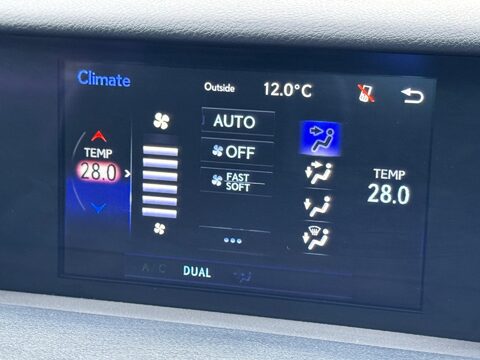 Climate
Outside 12.0°C
AUTO
OFF
FAST
SOFT
TEMP
28.0
TEMP
28.0
A/C DUAL